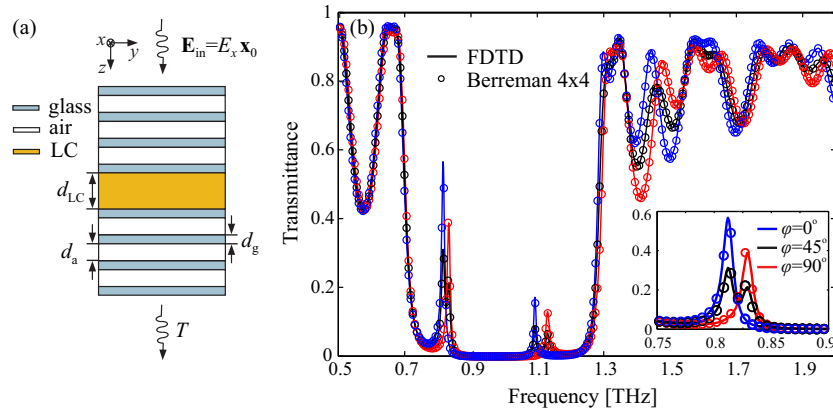 (a)
x
y
z
E_in=E_x x_0
glass
air
LC
d_LC
d_a
d_g
T
(b)
Transmittance
1
0.8
0.6
0.4
0.2
0
FDTD
Berreman 4x4
0.6
0.4
0.2
0
φ=0°
φ=45°
φ=90°
0.75 0.8 0.85 0.9
0.5 0.7 0.9 1.1 1.3 1.5 1.7 1.9
Frequency [THz]